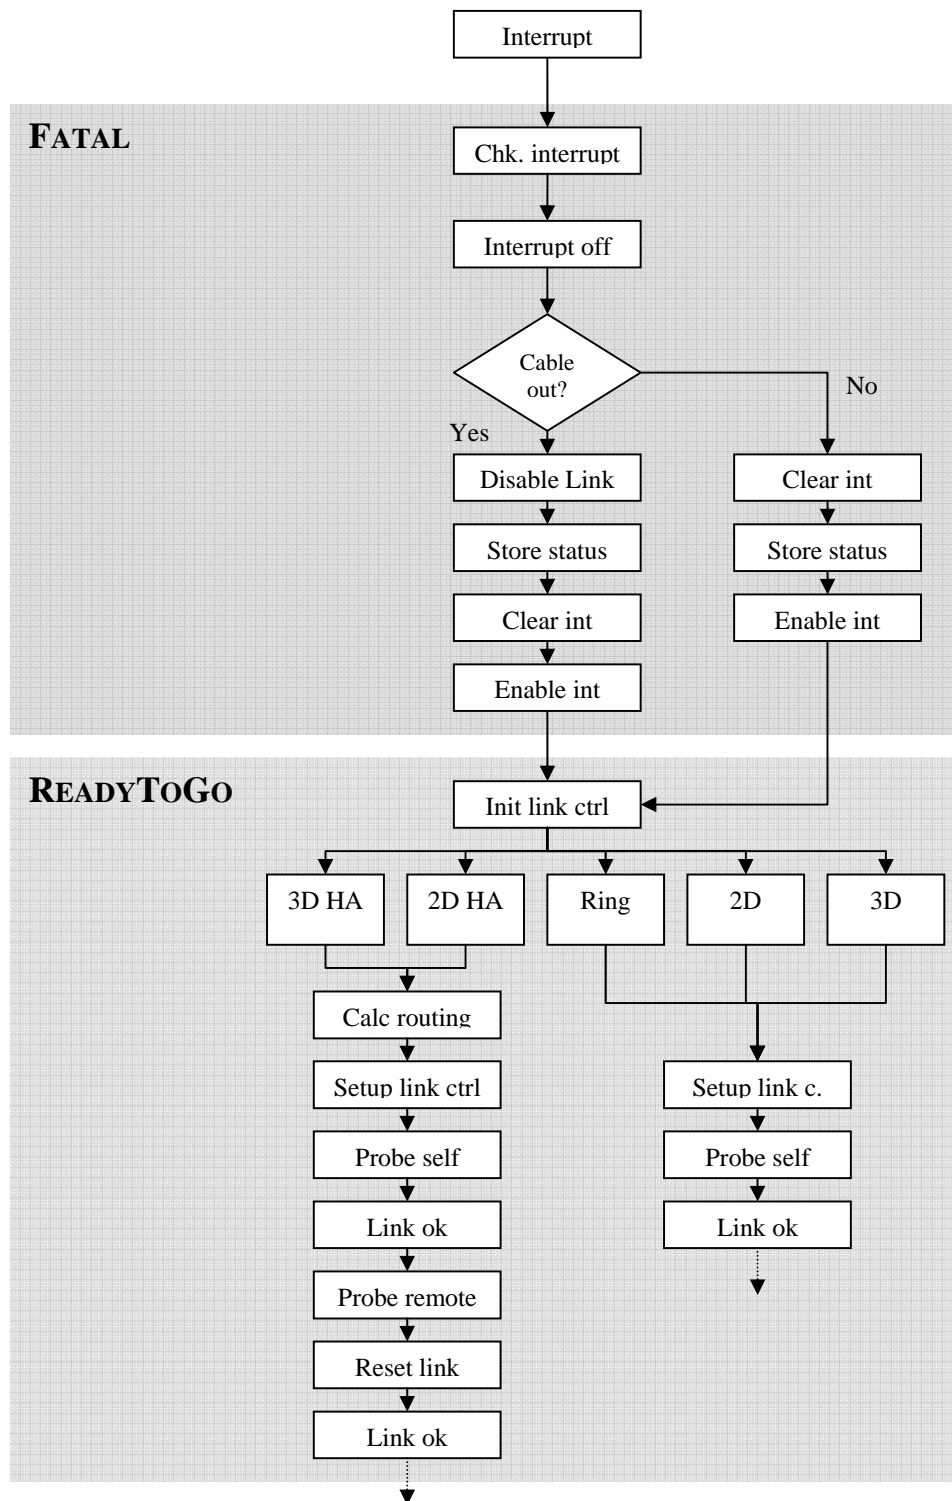 Interrupt
FATAL
Chk. interrupt
Interrupt off
Cable
out?
No
Yes
Disable Link
Clear int
Store status
Store status
Clear int
Enable int
Enable int
READYTOGO
Init link ctrl
3D HA
2D HA
Ring
2D
3D
Calc routing
Setup link ctrl
Setup link c.
Probe self
Probe self
Link ok
Link ok
Probe remote
Reset link
Link ok